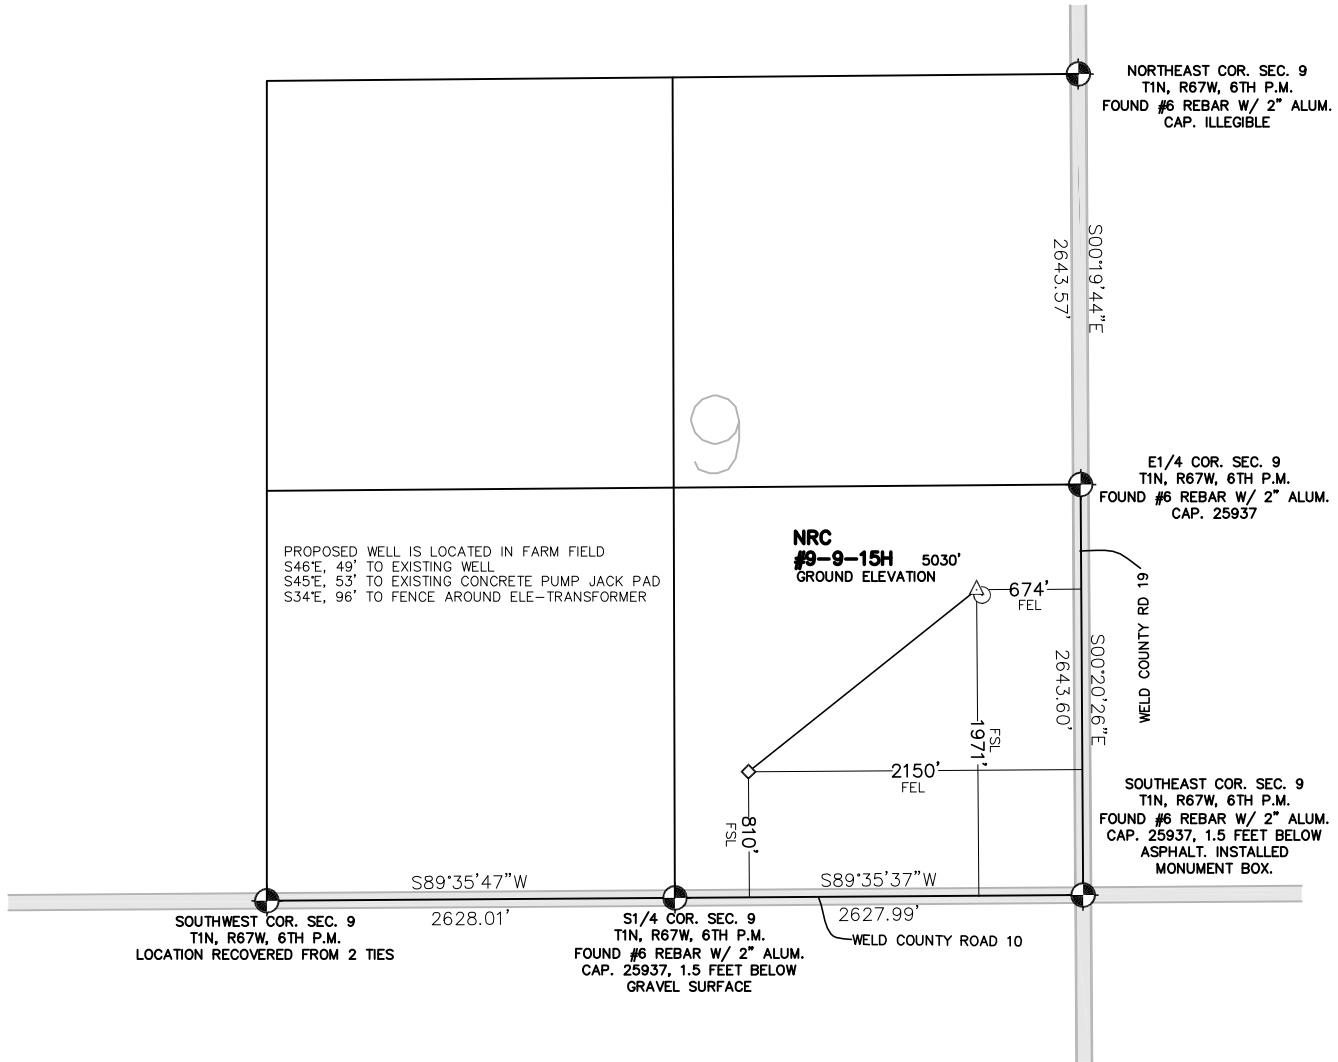 NORTHEAST COR. SEC. 9
T1N, R67W, 6TH P.M.
FOUND #6 REBAR W/ 2" ALUM.
CAP. ILLEGIBLE
S00°19'44"E
2643.57'
9
E1/4 COR. SEC. 9
T1N, R67W, 6TH P.M.
FOUND #6 REBAR W/ 2" ALUM.
CAP. 25937
PROPOSED WELL IS LOCATED IN FARM FIELD
S46°E, 49' TO EXISTING WELL
S45°E, 53' TO EXISTING CONCRETE PUMP JACK PAD
S34°E, 96' TO FENCE AROUND ELE-TRANSFORMER
NRC
#9-9-15H 5030'
GROUND ELEVATION
674'
FEL
WELD COUNTY RD 19
S00°20'26"E
2643.60'
FSL
1971'
2150'
FEL
810'
FSL
SOUTHEAST COR. SEC. 9
T1N, R67W, 6TH P.M.
FOUND #6 REBAR W/ 2" ALUM.
CAP. 25937, 1.5 FEET BELOW
ASPHALT. INSTALLED
MONUMENT BOX.
S89°35'47"W
2628.01'
S89°35'37"W
2627.99'
SOUTHWEST COR. SEC. 9
T1N, R67W, 6TH P.M.
LOCATION RECOVERED FROM 2 TIES
S1/4 COR. SEC. 9
T1N, R67W, 6TH P.M.
FOUND #6 REBAR W/ 2" ALUM.
CAP. 25937, 1.5 FEET BELOW
GRAVEL SURFACE
WELD COUNTY ROAD 10